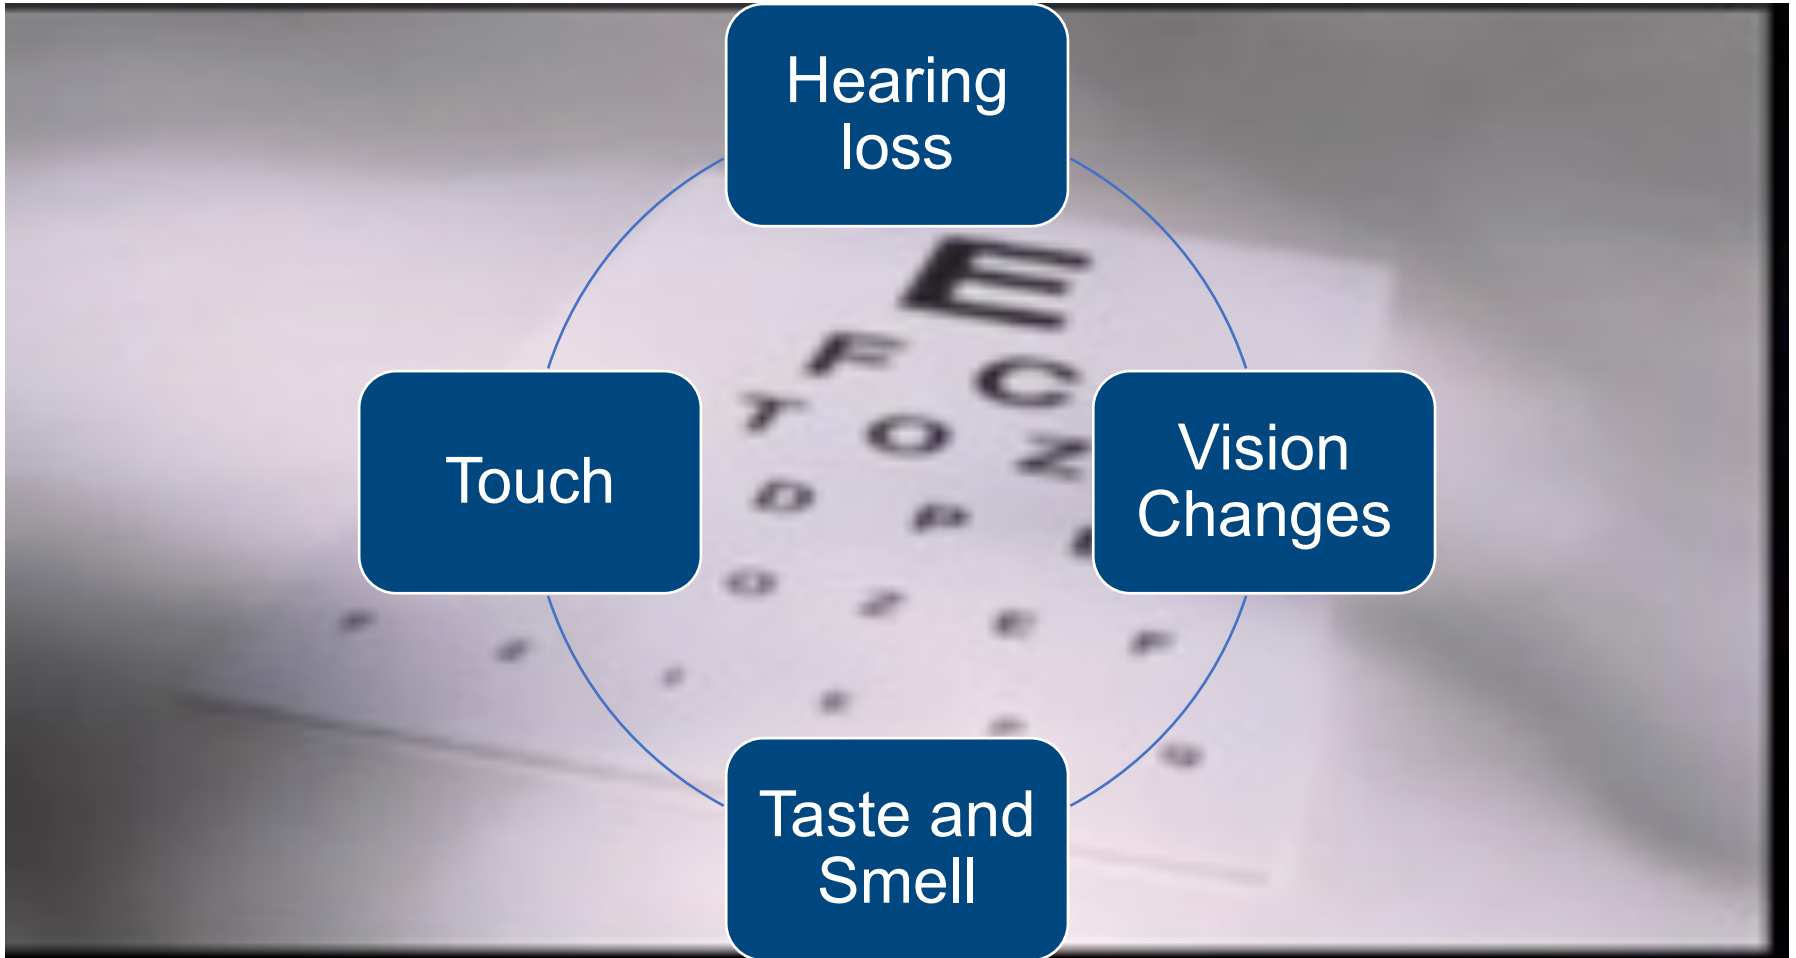 Hearing
loss
E
F C
T O Z
D P
O Z E F
Touch
Vision
Changes
Taste and
Smell